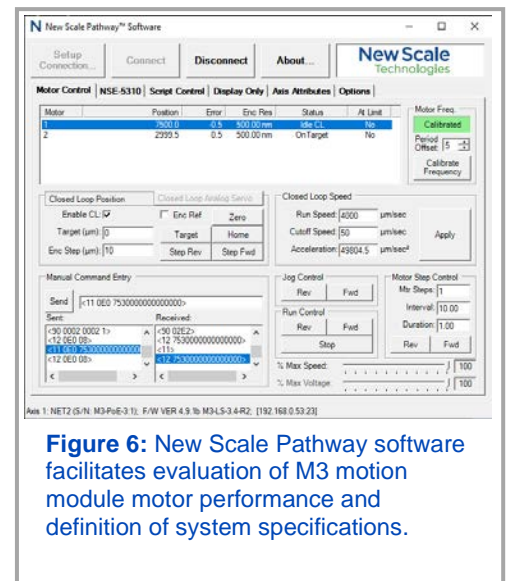 New Scale Pathway™ Software
Setup Connection... Connect Disconnect About... New Scale Technologies
Motor Control NSE-5310 Script Control Display Only Axis Attributes Options
Motor Position Error Enc Res Status At Limit
1 7500.0 -0.5 500.00 nm Idle CL No
2 2999.5 0.5 500.00 nm On Target No
Motor Freq.
Calibrated
Period Offset: 5
Calibrate Frequency
Closed Loop Position Closed Loop Analog Servo
Enable CL: Enc Ref Zero
Target (µm): 0 Target Home
Enc Step (µm): 10 Step Rev Step Fwd
Closed Loop Speed
Run Speed: 4000 µm/sec
Cutoff Speed: 50 µm/sec Apply
Acceleration: 49804.5 µm/sec²
Manual Command Entry
Send <11 0E0 7530000000000000>
Sent: Received:
<90 0002 0002 1> <90 02E2>
<12 0E0 08> <12 7530000000000000>
<11 0E0 75300000000000 <11>
<12 0E0 08> <12 7530000000000000>
Jog Control
Rev Fwd
Run Control
Rev Fwd
Stop
Motor Step Control
Mtr Steps: 1
Interval: 10.00
Duration: 1.00
Rev Fwd
% Max Speed: 100
% Max Voltage: 100
Axis 1: NET2 (S/N: M3-PoE-3.1); F/W VER 4.9.1b M3-LS-3.4-R2; [192.168.0.53:23]
Figure 6: New Scale Pathway software
facilitates evaluation of M3 motion
module motor performance and
definition of system specifications.